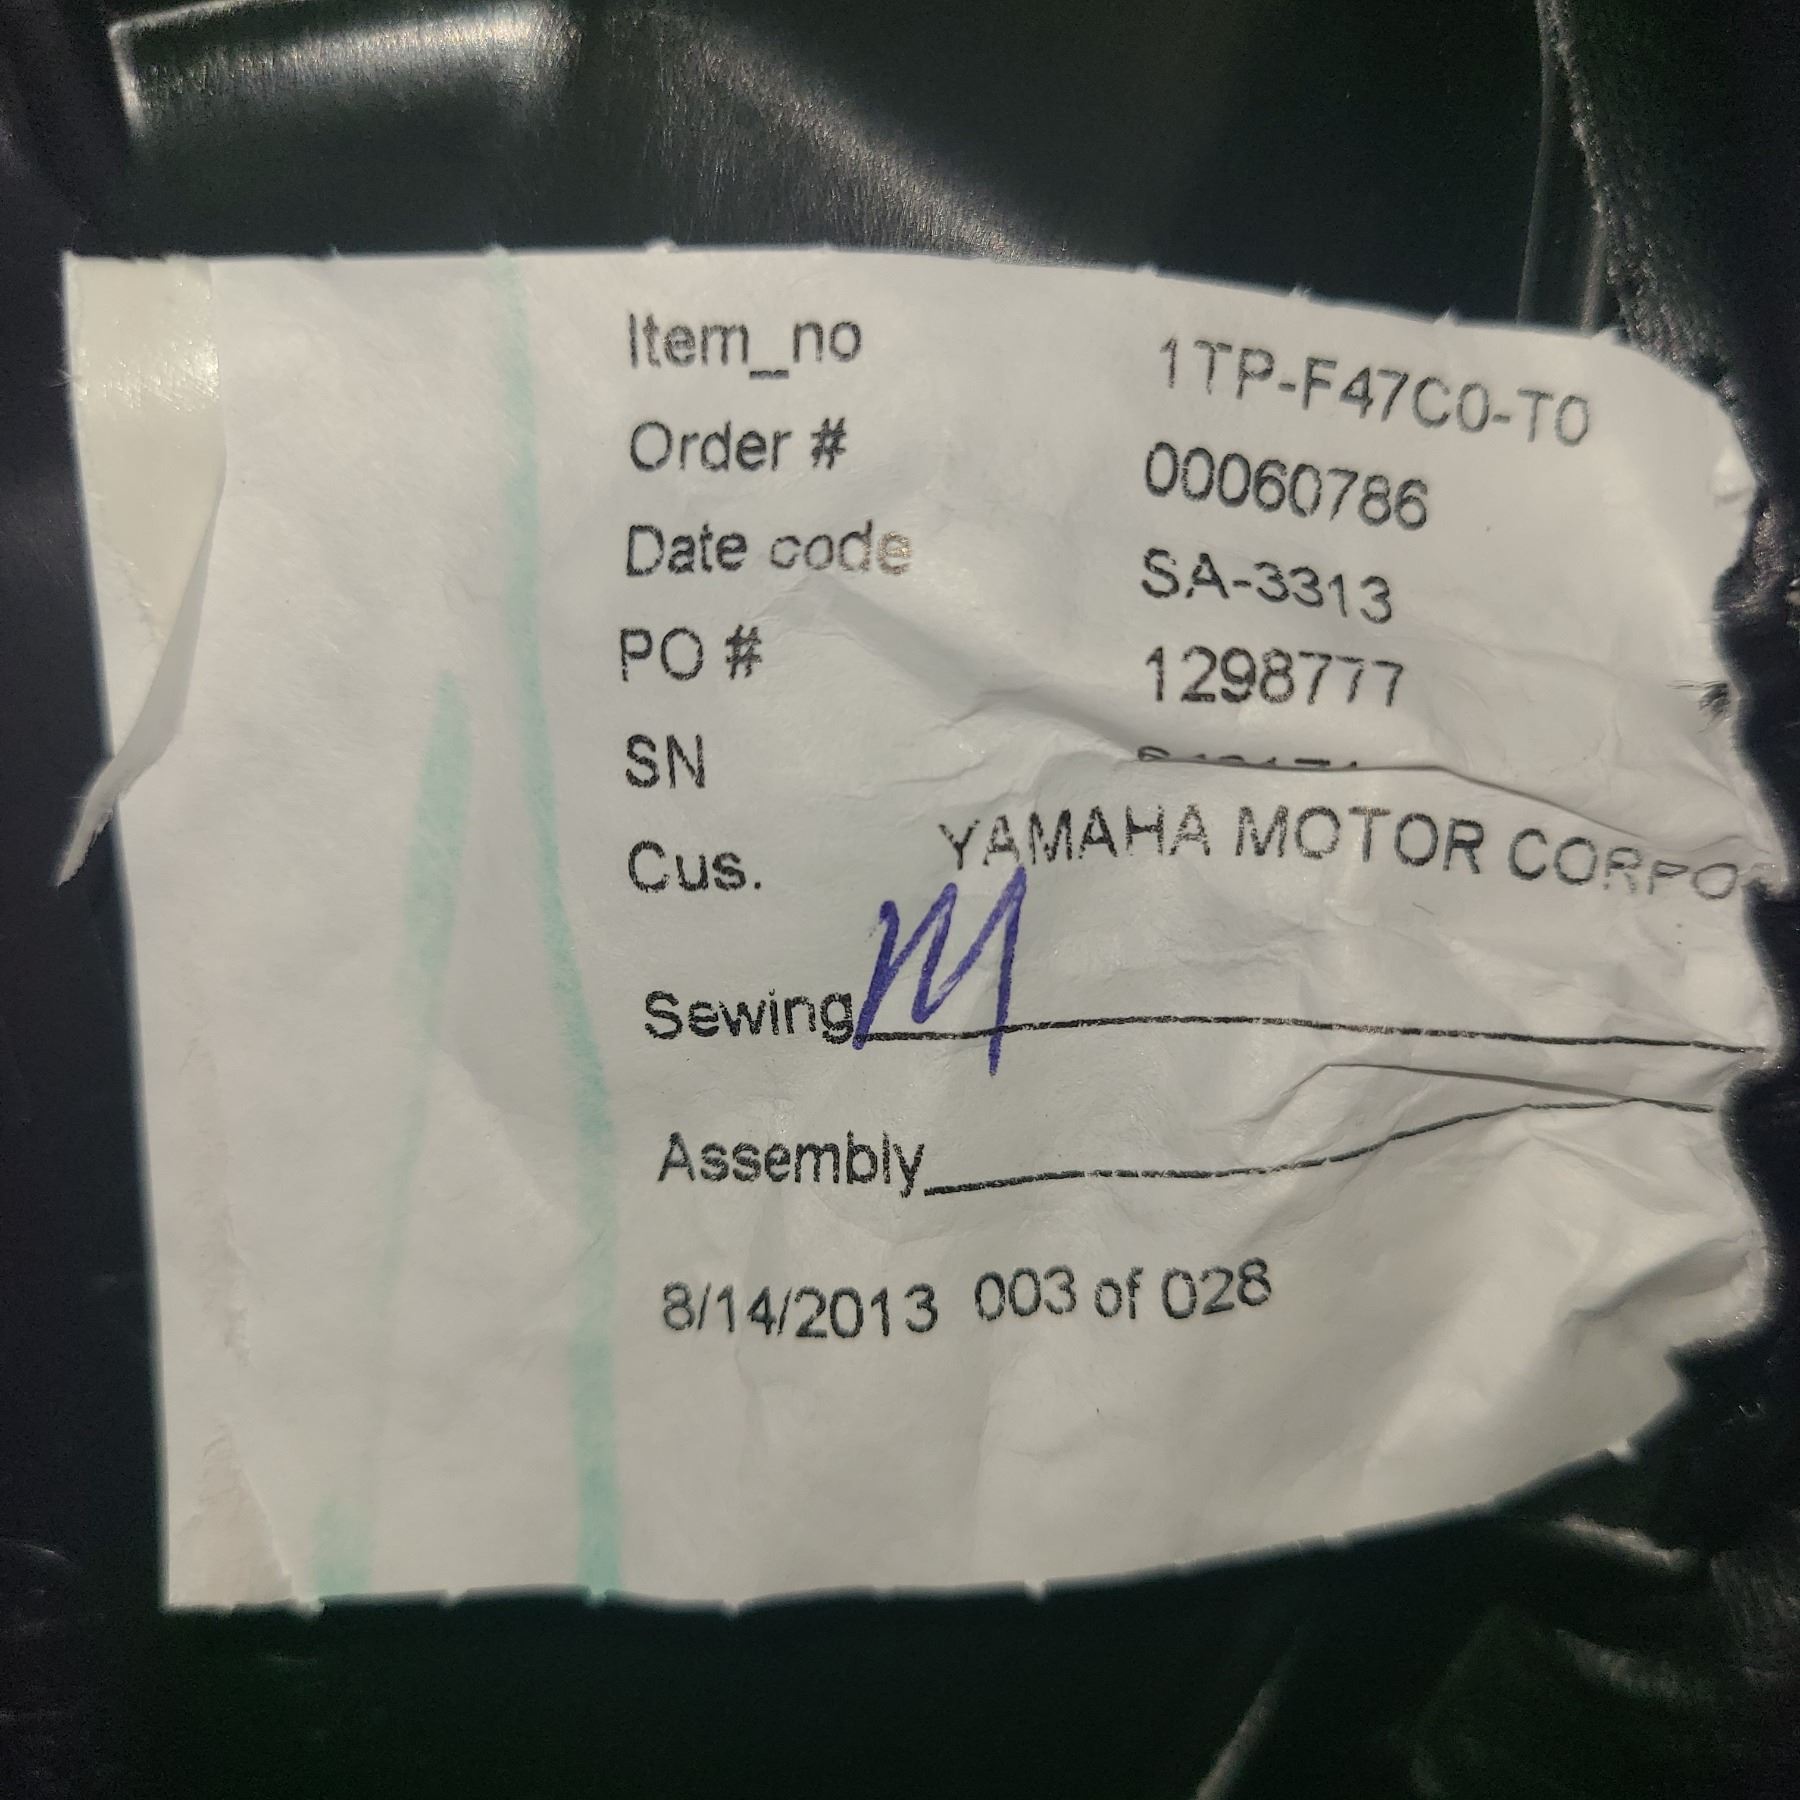 Item_no 1TP-F47C0-T0
Order # 00060786
Date code SA-3313
PO # 1298777
SN
Cus. YAMAHA MOTOR CORPO
Sewing M
Assembly
8/14/2013 003 of 028